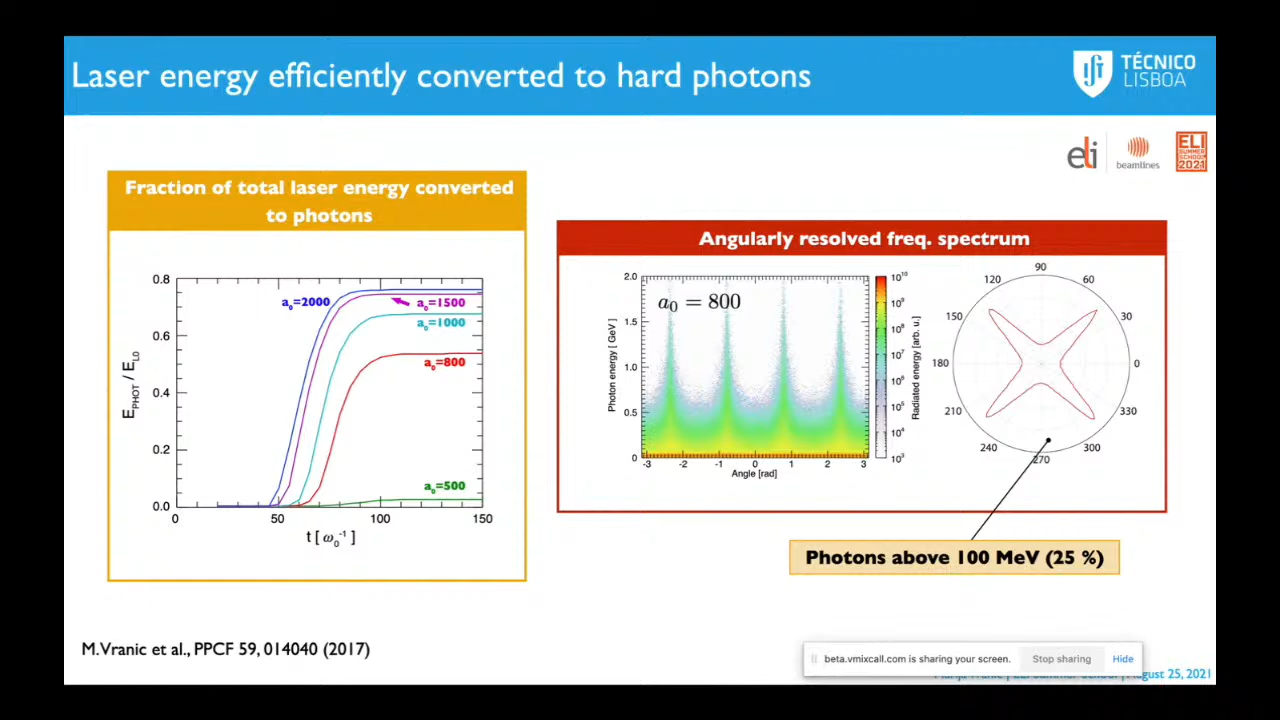 Laser energy efficiently converted to hard photons
TÉCNICO
LISBOA
eli
beamlines
ELI
SUMMER
SCHOOL
2021
Fraction of total laser energy converted
to photons
0.8
0.6
0.4
0.2
0.0
E_PHOT / E_L0
a₀=2000
a₀=1500
a₀=1000
a₀=800
a₀=500
0
50
100
150
t [ ω₀⁻¹ ]
Angularly resolved freq. spectrum
a₀ = 800
2.0
1.5
1.0
0.5
0
Photon energy [ GeV]
-3
-2
-1
0
1
2
3
Angle [rad]
10¹⁰
10⁹
10⁸
10⁷
10⁶
10⁵
10⁴
10³
Radiated energy [arb. u.]
90
60
30
0
330
300
270
240
210
180
150
120
Photons above 100 MeV (25 %)
M.Vranic et al., PPCF 59, 014040 (2017)
beta.vmixcall.com is sharing your screen.
Stop sharing
Hide
August 25, 2021